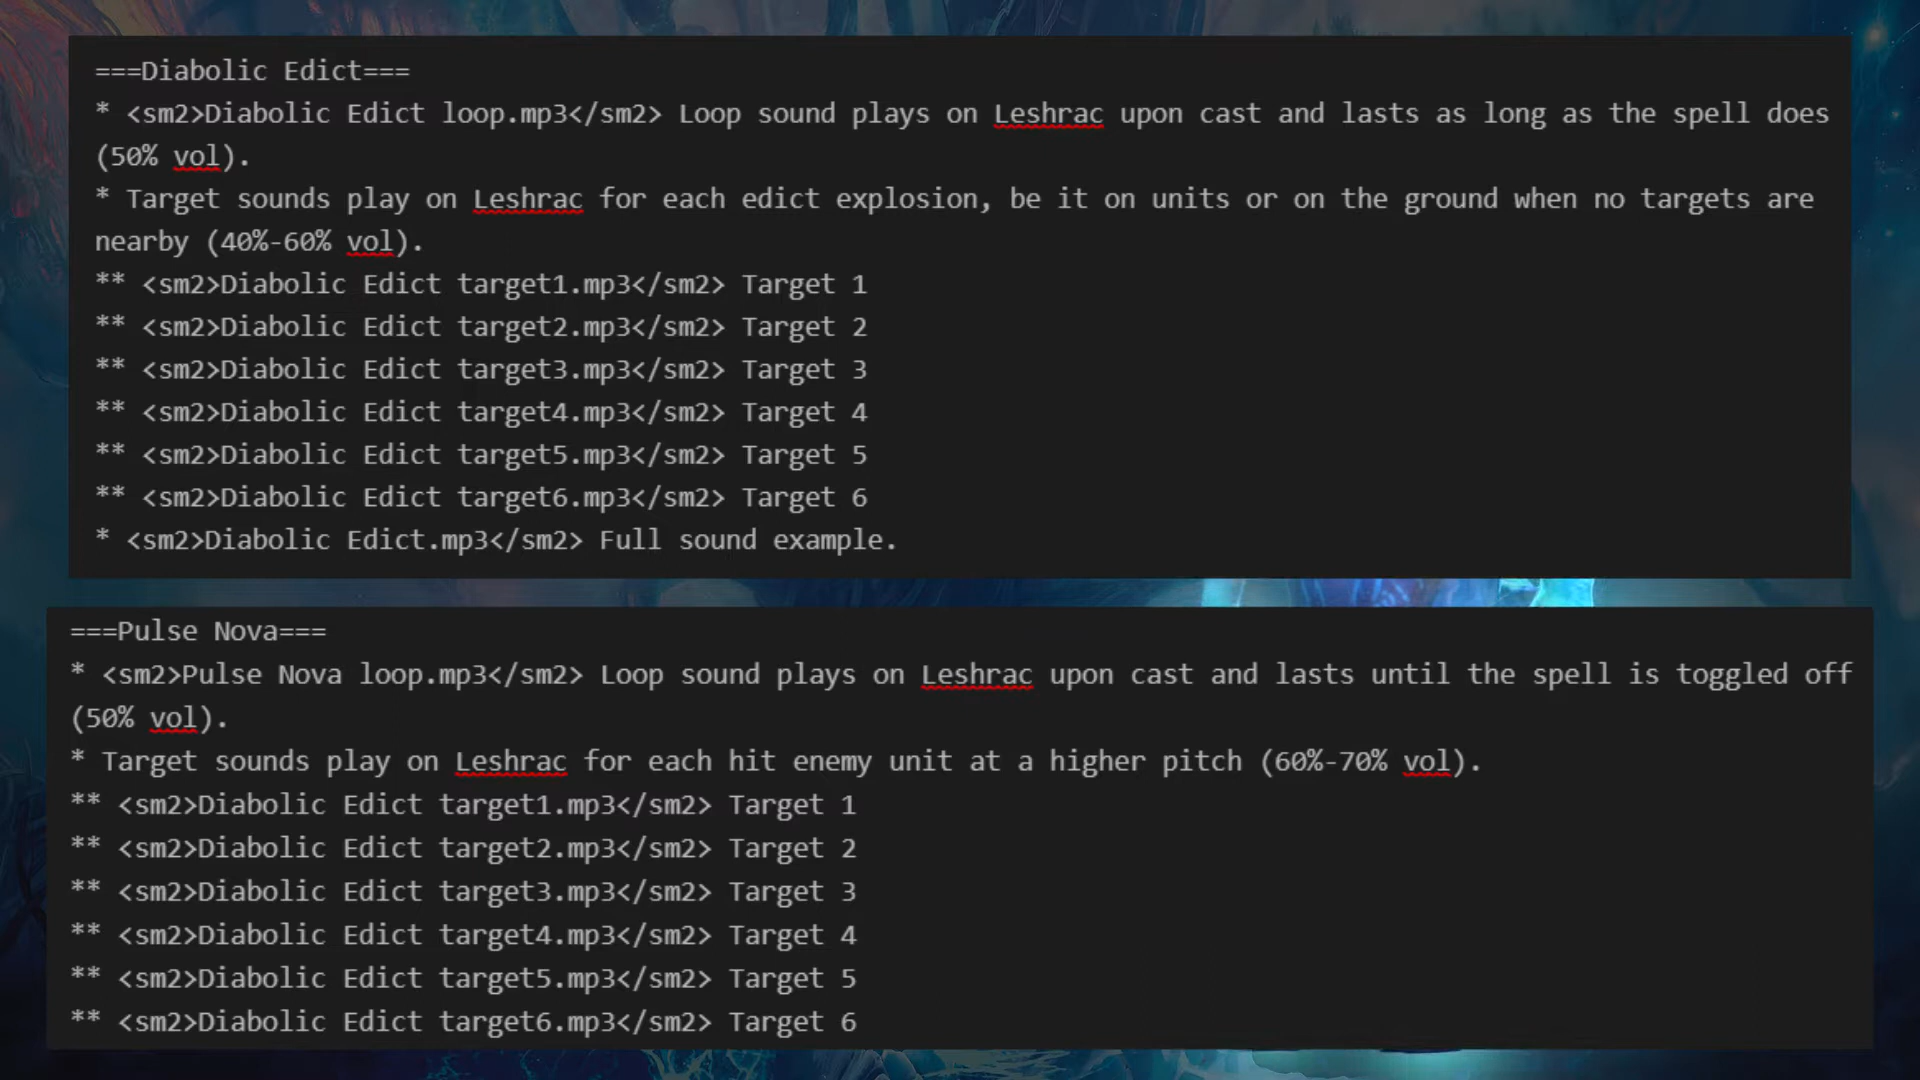 ===Diabolic Edict===
* <sm2>Diabolic Edict loop.mp3</sm2> Loop sound plays on Leshrac upon cast and lasts as long as the spell does
(50% vol).
* Target sounds play on Leshrac for each edict explosion, be it on units or on the ground when no targets are
nearby (40%-60% vol).
** <sm2>Diabolic Edict target1.mp3</sm2> Target 1
** <sm2>Diabolic Edict target2.mp3</sm2> Target 2
** <sm2>Diabolic Edict target3.mp3</sm2> Target 3
** <sm2>Diabolic Edict target4.mp3</sm2> Target 4
** <sm2>Diabolic Edict target5.mp3</sm2> Target 5
** <sm2>Diabolic Edict target6.mp3</sm2> Target 6
* <sm2>Diabolic Edict.mp3</sm2> Full sound example.
===Pulse Nova===
* <sm2>Pulse Nova loop.mp3</sm2> Loop sound plays on Leshrac upon cast and lasts until the spell is toggled off
(50% vol).
* Target sounds play on Leshrac for each hit enemy unit at a higher pitch (60%-70% vol).
** <sm2>Diabolic Edict target1.mp3</sm2> Target 1
** <sm2>Diabolic Edict target2.mp3</sm2> Target 2
** <sm2>Diabolic Edict target3.mp3</sm2> Target 3
** <sm2>Diabolic Edict target4.mp3</sm2> Target 4
** <sm2>Diabolic Edict target5.mp3</sm2> Target 5
** <sm2>Diabolic Edict target6.mp3</sm2> Target 6